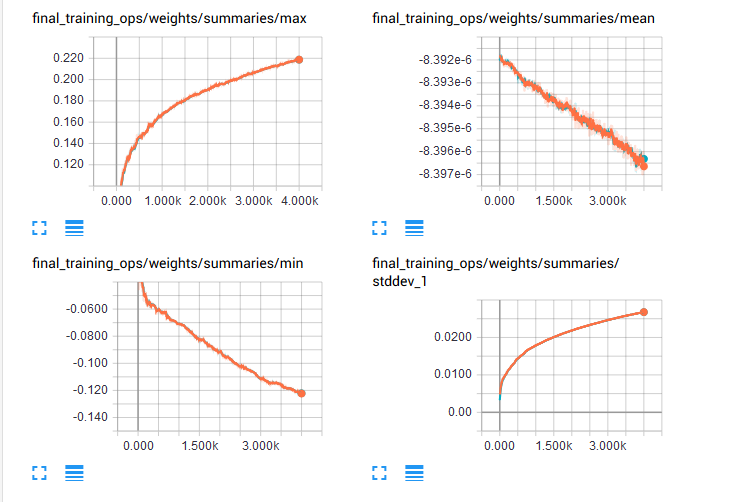 final_training_ops/weights/summaries/max
0.220
0.200
0.180
0.160
0.140
0.120
0.000 1.000k 2.000k 3.000k 4.000k
final_training_ops/weights/summaries/mean
-8.392e-6
-8.393e-6
-8.394e-6
-8.395e-6
-8.396e-6
-8.397e-6
0.000 1.500k 3.000k
final_training_ops/weights/summaries/min
-0.0600
-0.0800
-0.100
-0.120
-0.140
0.000 1.500k 3.000k
final_training_ops/weights/summaries/
stddev_1
0.0200
0.0100
0.00
0.000 1.500k 3.000k